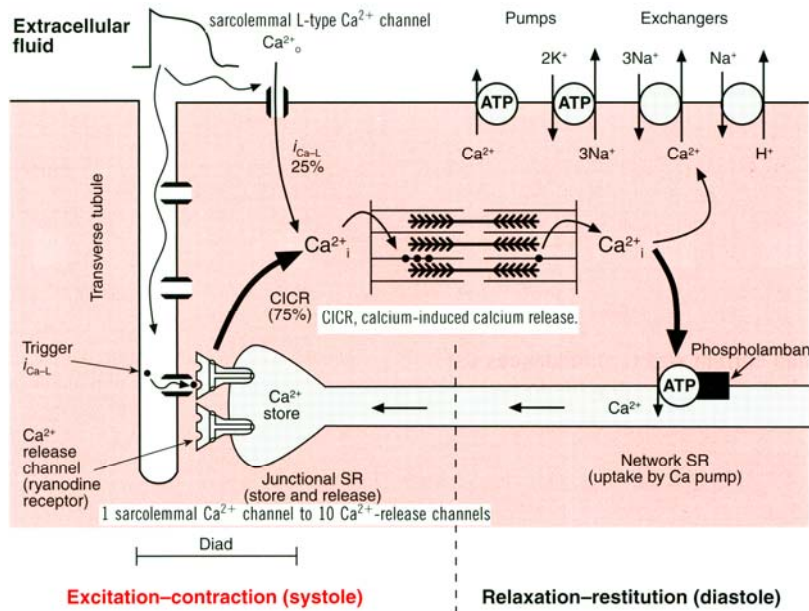 Extracellular
fluid
sarcolemmal L-type Ca²⁺ channel
Ca²⁺ₒ
Pumps
Exchangers
2K⁺
3Na⁺
Na⁺
ATP
ATP
Ca²⁺
3Na⁺
Ca²⁺
H⁺
i Ca–L
25%
Transverse tubule
Ca²⁺ᵢ
Ca²⁺ᵢ
CICR
(75%)
CICR, calcium-induced calcium release.
Trigger
i Ca–L
Phospholamban
ATP
Ca²⁺
Ca²⁺
store
Ca²⁺
release
channel
(ryanodine
receptor)
Junctional SR
(store and release)
Network SR
(uptake by Ca pump)
1 sarcolemmal Ca²⁺ channel to 10 Ca²⁺-release channels
Diad
Excitation–contraction (systole)
Relaxation–restitution (diastole)